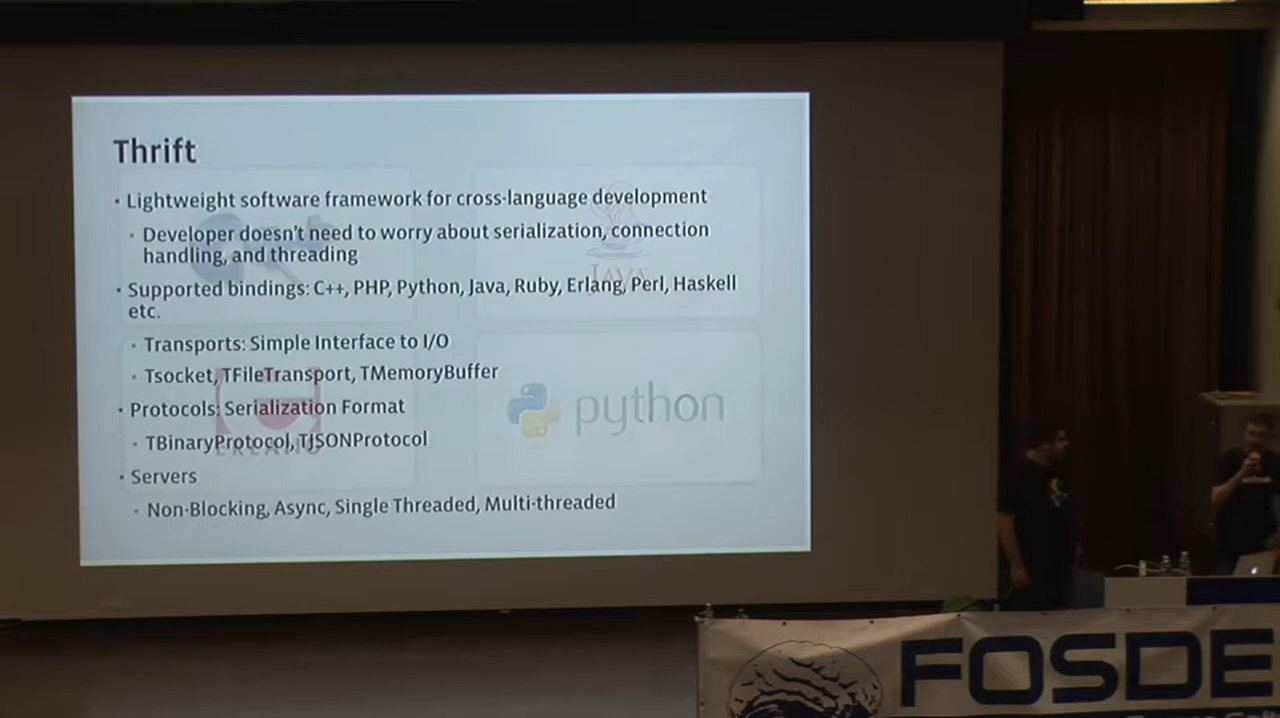 Thrift
• Lightweight software framework for cross-language development
• Developer doesn't need to worry about serialization, connection
handling, and threading
• Supported bindings: C++, PHP, Python, Java, Ruby, Erlang, Perl, Haskell
etc.
• Transports: Simple Interface to I/O
• Tsocket, TFileTransport, TMemoryBuffer
• Protocols: Serialization Format
• TBinaryProtocol, TJSONProtocol
• Servers
• Non-Blocking, Async, Single Threaded, Multi-threaded
JAVA
python
ERLANG
FOSDE